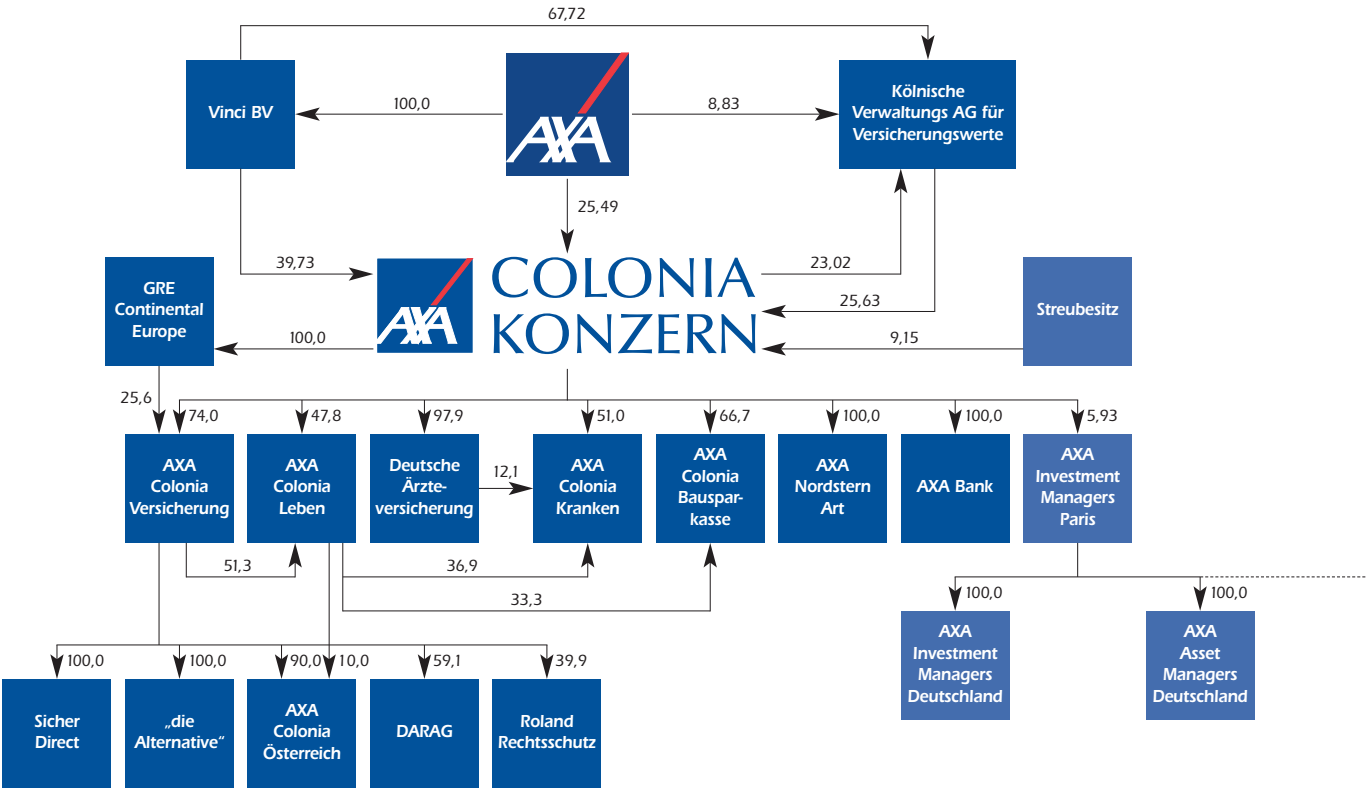 67,72
Vinci BV
100,0
AXA
8,83
Kölnische
Verwaltungs AG für
Versicherungswerte
25,49
39,73
23,02
GRE
Continental
Europe
AXA
COLONIA
KONZERN
25,63
Streubesitz
100,0
9,15
25,6
74,0
47,8
97,9
51,0
66,7
100,0
100,0
5,93
AXA
Colonia
Versicherung
AXA
Colonia
Leben
Deutsche
Ärzte-
versicherung
12,1
AXA
Colonia
Kranken
AXA
Colonia
Bauspar-
kasse
AXA
Nordstern
Art
AXA Bank
AXA
Investment
Managers
Paris
51,3
36,9
33,3
100,0
100,0
AXA
Investment
Managers
Deutschland
AXA
Asset
Managers
Deutschland
100,0
100,0
90,0
10,0
59,1
39,9
Sicher
Direct
„die
Alternative“
AXA
Colonia
Österreich
DARAG
Roland
Rechtsschutz